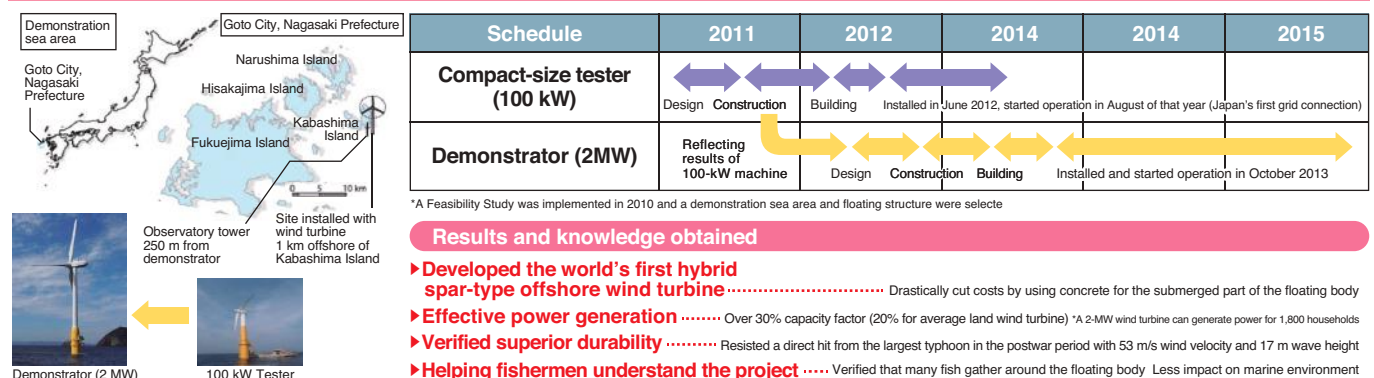 Demonstration
sea area
Goto City, Nagasaki Prefecture
Goto City,
Nagasaki
Prefecture
Narushima Island
Hisakajima Island
Kabashima
Island
Fukuejima Island
0 5 10 km
Observatory tower
250 m from
demonstrator
Site installed with
wind turbine
1 km offshore of
Kabashima Island
Demonstrator (2 MW)
100 kW Tester
Schedule 2011 2012 2014 2014 2015
Compact-size tester
(100 kW)
Design Construction Building Installed in June 2012, started operation in August of that year (Japan's first grid connection)
Demonstrator (2MW)
Reflecting
results of
100-kW machine
Design Construction Building Installed and started operation in October 2013
*A Feasibility Study was implemented in 2010 and a demonstration sea area and floating structure were selecte
Results and knowledge obtained
Developed the world's first hybrid
spar-type offshore wind turbine Drastically cut costs by using concrete for the submerged part of the floating body
Effective power generation Over 30% capacity factor (20% for average land wind turbine) *A 2-MW wind turbine can generate power for 1,800 households
Verified superior durability Resisted a direct hit from the largest typhoon in the postwar period with 53 m/s wind velocity and 17 m wave height
Helping fishermen understand the project Verified that many fish gather around the floating body Less impact on marine environment